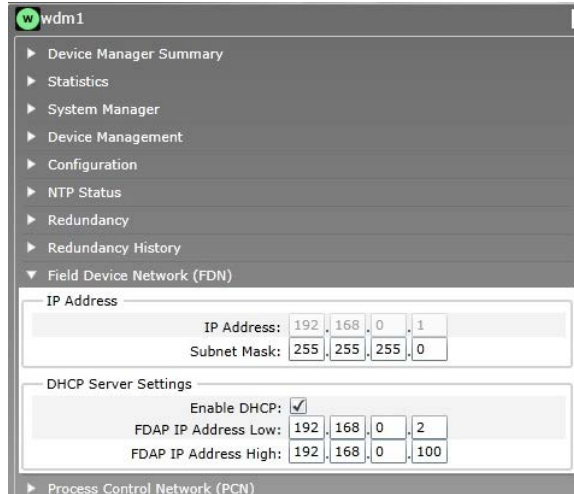 w wdm1
Device Manager Summary
Statistics
System Manager
Device Management
Configuration
NTP Status
Redundancy
Redundancy History
Field Device Network (FDN)
IP Address
IP Address: 192 . 168 . 0 . 1
Subnet Mask: 255 . 255 . 255 . 0
DHCP Server Settings
Enable DHCP:
FDAP IP Address Low: 192 . 168 . 0 . 2
FDAP IP Address High: 192 . 168 . 0 . 100
Process Control Network (PCN)